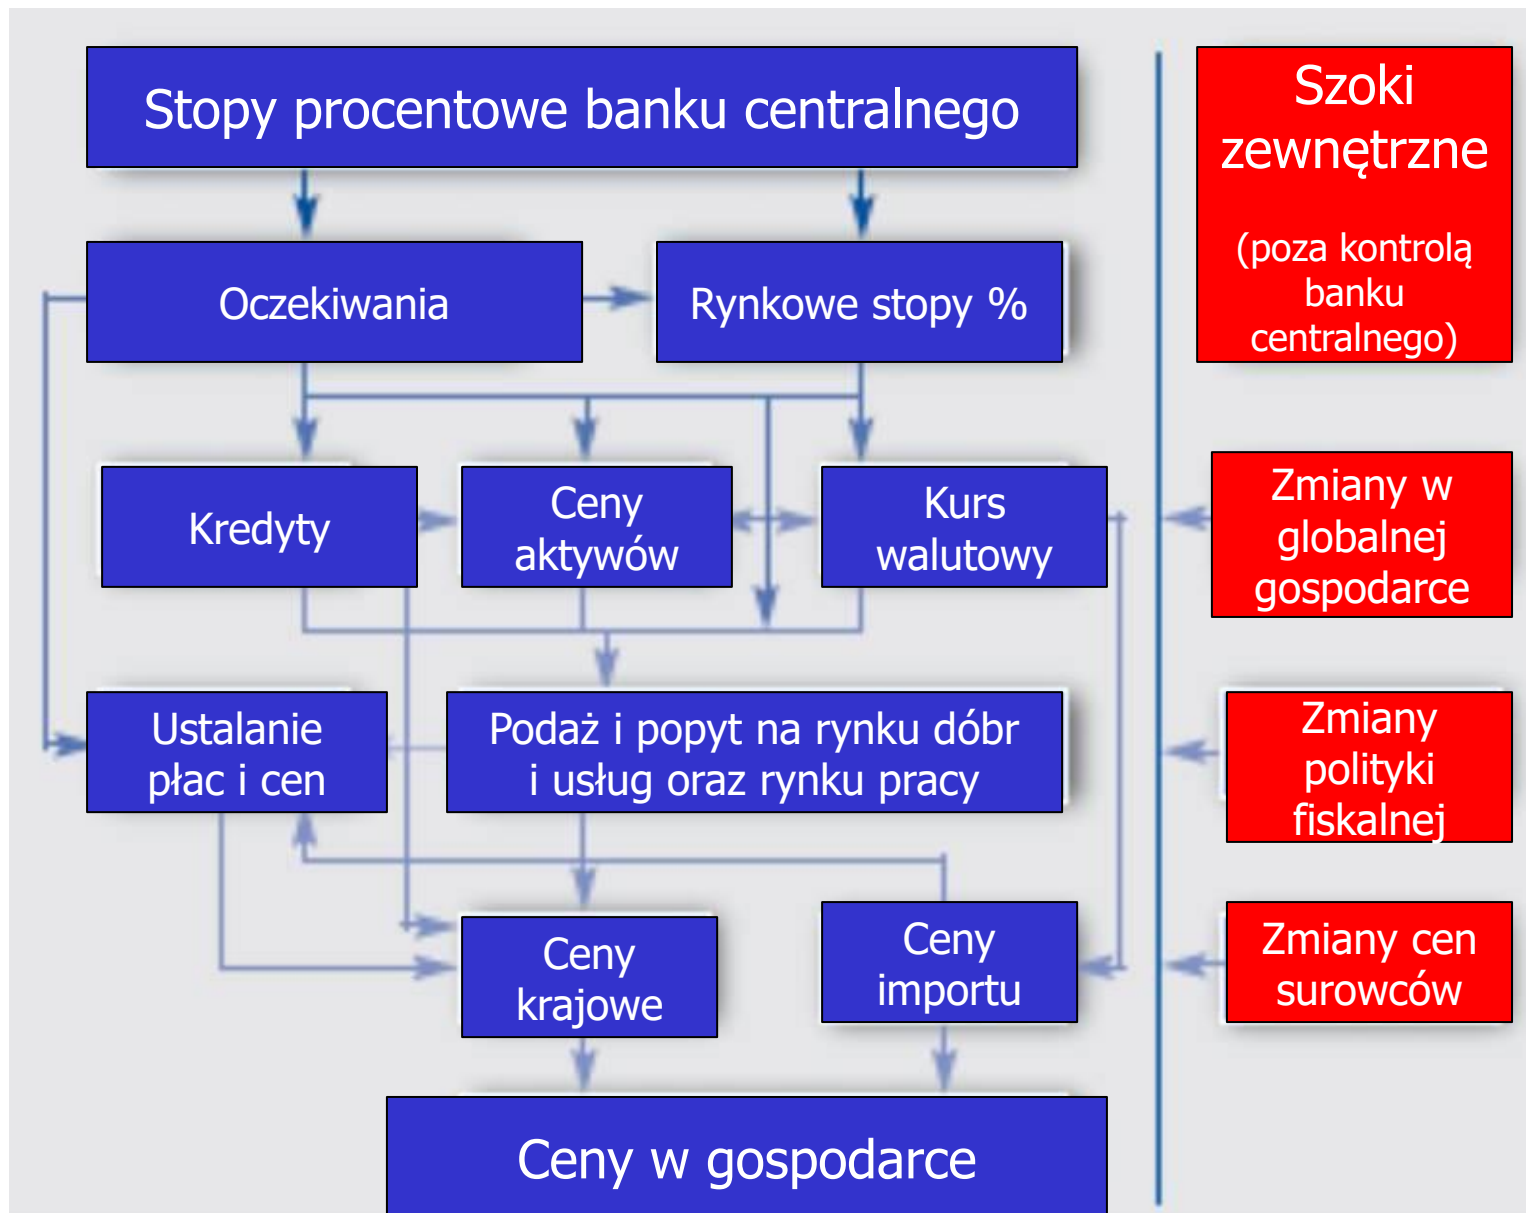 Stopy procentowe banku centralnego
Szoki
zewnętrzne
(poza kontrolą
banku
centralnego)
Oczekiwania
Rynkowe stopy %
Kredyty
Ceny
aktywów
Kurs
walutowy
Zmiany w
globalnej
gospodarce
Ustalanie
płac i cen
Podaż i popyt na rynku dóbr
i usług oraz rynku pracy
Zmiany
polityki
fiskalnej
Ceny
krajowe
Ceny
importu
Zmiany cen
surowców
Ceny w gospodarce